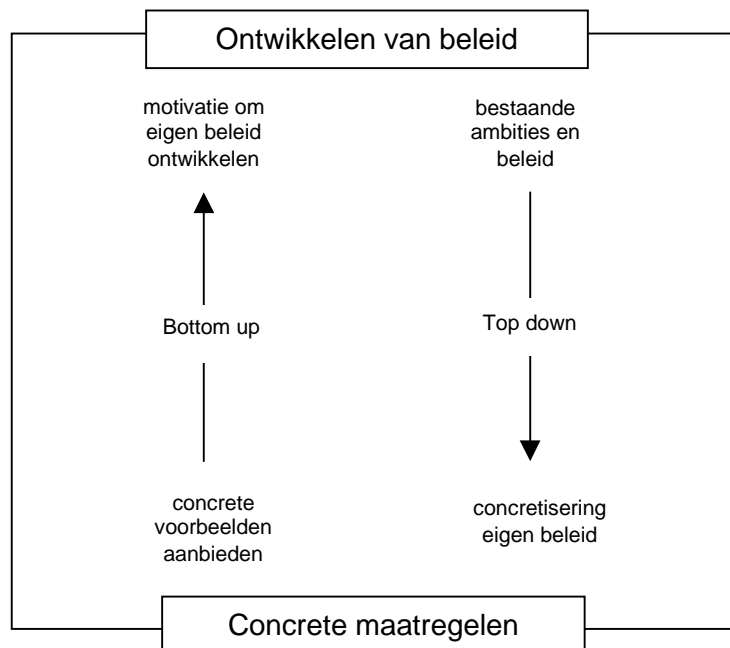 Ontwikkelen van beleid
motivatie om
eigen beleid
ontwikkelen
bestaande
ambities en
beleid
Bottom up
Top down
concrete
voorbeelden
aanbieden
concretisering
eigen beleid
Concrete maatregelen